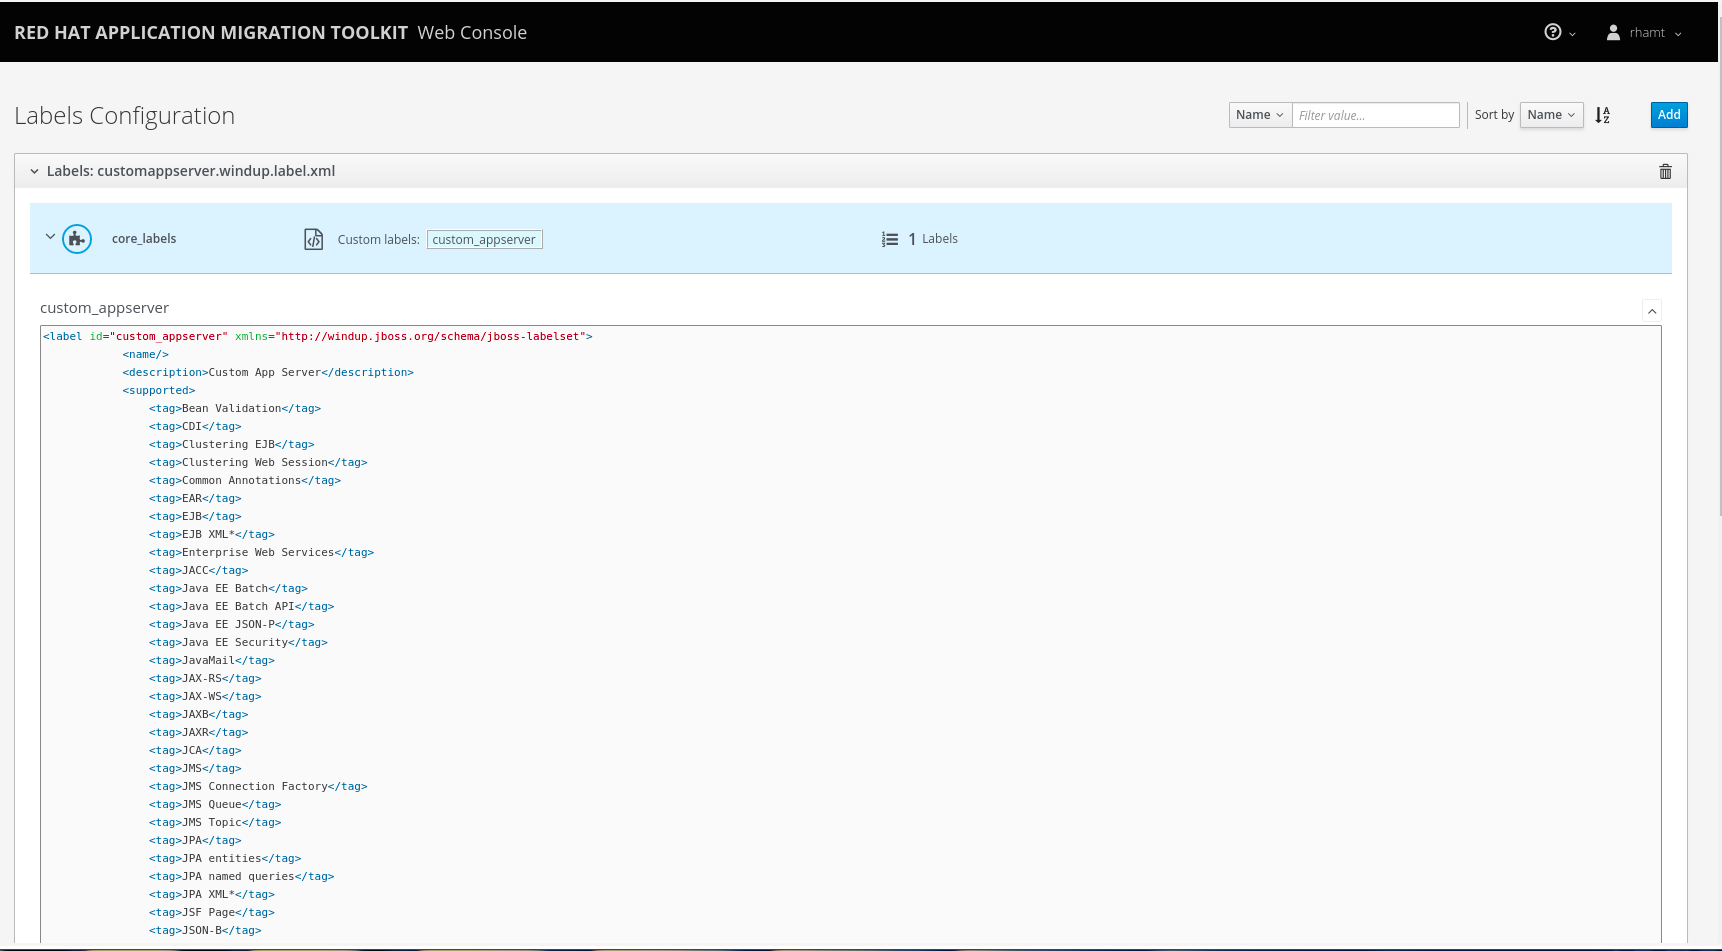 RED HAT APPLICATION MIGRATION TOOLKIT Web Console
rhamt
Labels Configuration
Name Filter value... Sort by Name Add
Labels: customappserver.windup.label.xml
core_labels Custom labels: custom_appserver 1 Labels
custom_appserver
<label id="custom_appserver" xmlns="http://windup.jboss.org/schema/jboss-labelset">
<name/>
<description>Custom App Server</description>
<supported>
<tag>Bean Validation</tag>
<tag>CDI</tag>
<tag>Clustering EJB</tag>
<tag>Clustering Web Session</tag>
<tag>Common Annotations</tag>
<tag>EAR</tag>
<tag>EJB</tag>
<tag>EJB XML*</tag>
<tag>Enterprise Web Services</tag>
<tag>JACC</tag>
<tag>Java EE Batch</tag>
<tag>Java EE Batch API</tag>
<tag>Java EE JSON-P</tag>
<tag>Java EE Security</tag>
<tag>JavaMail</tag>
<tag>JAX-RS</tag>
<tag>JAX-WS</tag>
<tag>JAXB</tag>
<tag>JAXR</tag>
<tag>JCA</tag>
<tag>JMS</tag>
<tag>JMS Connection Factory</tag>
<tag>JMS Queue</tag>
<tag>JMS Topic</tag>
<tag>JPA</tag>
<tag>JPA entities</tag>
<tag>JPA named queries</tag>
<tag>JPA XML*</tag>
<tag>JSF Page</tag>
<tag>JSON-B</tag>